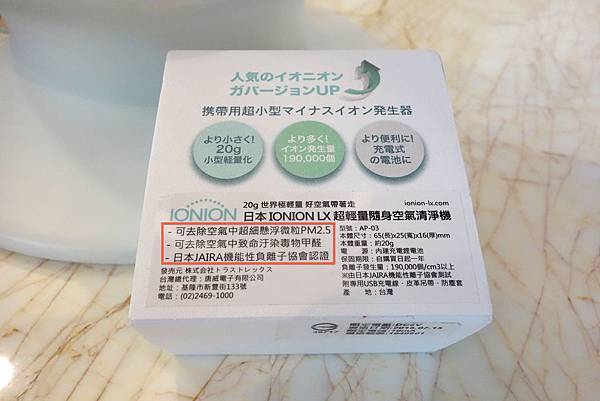 人気のイオニオン
がバージョンUP
携帶用超小型マイナスイオン発生器
より小さく!
20g
小型軽量化
より多く!
イオン発生量
190,000個
より便利に!
充電式
の電池に
20g 世界極輕量 好空氣帶著走
ionion-lx.com
IONION 日本 IONION LX 超輕量隨身空氣清淨機
- 可去除空氣中超細懸浮微粒PM2.5
- 可去除空氣中致命汙染毒物甲醛
- 日本JAIRA機能性負離子協會認證
發売元 株式会社トラストレックス
台灣總代理：唐威電子有限公司
地址：基隆市新豐街133號
電話：(02)2469-1000
型號：AP-03
本體尺寸：65(長)x25(寬)x16(厚)mm
本體重量：約20g
電 源：內建充電鋰電池
保固期限：自購買日起一年
負離子發生量：190,000個/cm3以上
※由日本JAIRA機能性離子協會測試
附專用USB充電線、皮革吊帶、防塵套
產 地：台灣